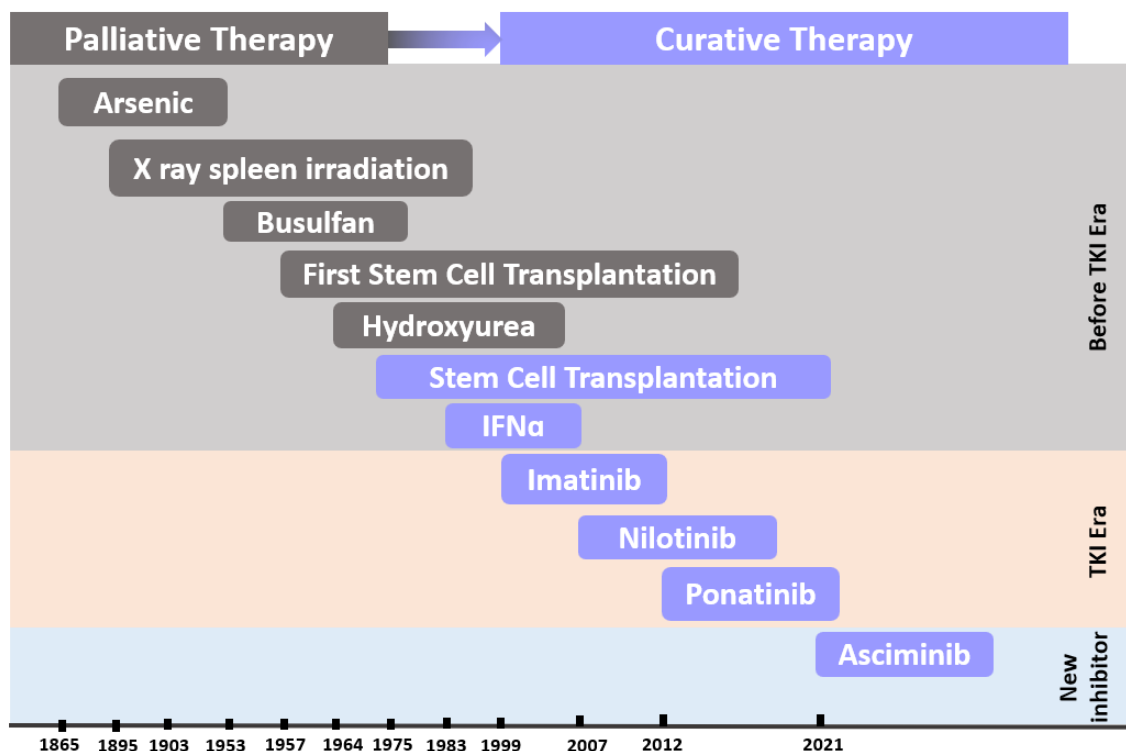 Palliative Therapy
Curative Therapy
Arsenic
X ray spleen irradiation
Busulfan
First Stem Cell Transplantation
Hydroxyurea
Stem Cell Transplantation
IFNα
Before TKI Era
Imatinib
Nilotinib
Ponatinib
TKI Era
Asciminib
New
inhibitor
1865 1895 1903 1953 1957 1964 1975 1983 1999 2007 2012 2021